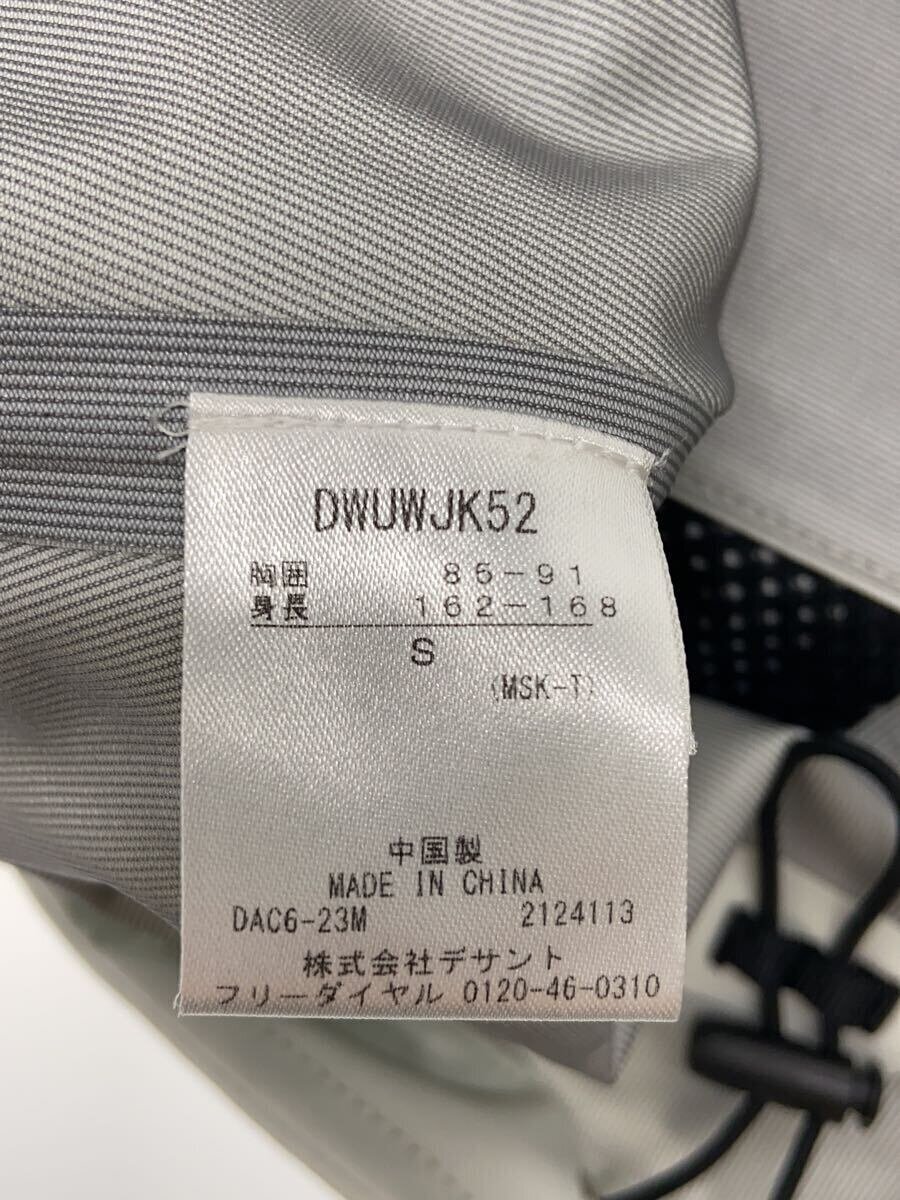 DWUWJK52
胸囲 85-91
身長 162-168
S
(MSK-T)
中国製
MADE IN CHINA
DAC6-23M 2124113
株式会社デサント
フリーダイヤル 0120-46-0310